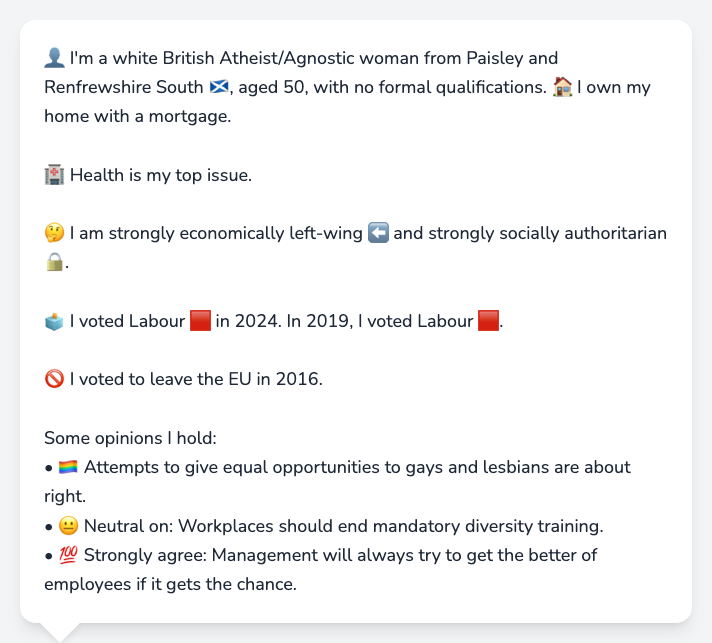 👤 I'm a white British Atheist/Agnostic woman from Paisley and
Renfrewshire South 🏴󠁧󠁢󠁳󠁣󠁴󠁿, aged 50, with no formal qualifications. 🏠 I own my
home with a mortgage.
🏥 Health is my top issue.
🤔 I am strongly economically left-wing ⬅️ and strongly socially authoritarian
🔒.
🗳️ I voted Labour 🟥 in 2024. In 2019, I voted Labour 🟥.
🚫 I voted to leave the EU in 2016.
Some opinions I hold:
• 🏳️‍🌈 Attempts to give equal opportunities to gays and lesbians are about
right.
• 😐 Neutral on: Workplaces should end mandatory diversity training.
• 💯 Strongly agree: Management will always try to get the better of
employees if it gets the chance.